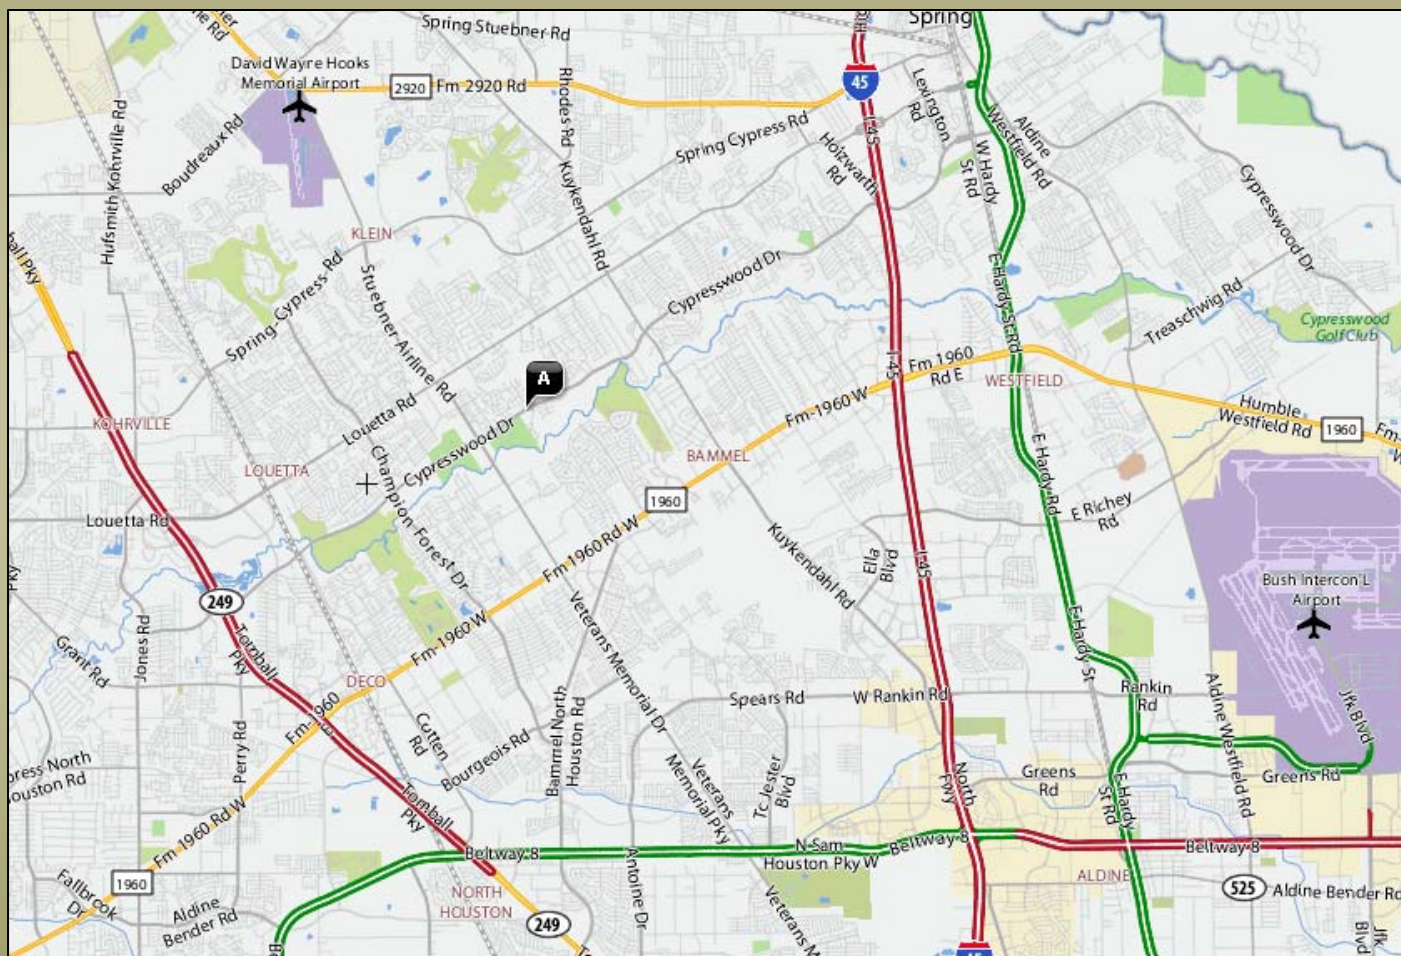 Spring
Spring Stuebner Rd
David Wayne Hooks
Memorial Airport
2920
Fm 2920 Rd
45
I-45
Rhodes Rd
Lexington
Rd
Hufsmith Kohrville Rd
Boudreaux Rd
Spring Cypress Rd
Holzwarth
Rd
Aldine
Westfield Rd
W Hardy
St Rd
Kuykendahl Rd
Cypresswood Dr
KLEIN
Spring-Cypress Rd
Stuebner-Airline Rd
Cypresswood Dr
E Hardy St Rd
Treaschwig Rd
Cypresswood
Golf Club
I-45
Fm 1960
Rd E
WESTFIELD
A
Fm-1960 W
Humble
Westfield Rd
1960
KOHRVILLE
Louetta Rd
Cypresswood Dr
LOUETTA
Champion Forest Dr
BAMMEL
1960
E Hardy Rd
E Richey
Rd
Louetta Rd
Fm 1960 Rd W
Kuykendahl Rd
Ella
Blvd
I-45
Bush Intercon'L
Airport
249
Tomball
Pky
Fm-1960 W
Veterans Memorial Dr
E Hardy St
Grant Rd
Jones Rd
DECO
Spears Rd
W Rankin Rd
Rankin
Rd
Aldine Westfield Rd
Jfk Blvd
Fm-1960
Cutten
Rd
Bourgeois Rd
Bammel North
Houston Rd
Perry Rd
Veterans
Memorial Pky
Tc Jester
Blvd
North
Fwy
Greens
Rd
Greens Rd
E Hardy
St Rd
Tomball
Pky
Fm 1960 Rd W
Beltway 8
N Sam
Houston Pky W
Beltway 8
Beltway 8
1960
Fallbrook
Dr
Aldine
Bender Rd
NORTH
HOUSTON
249
Antoine Dr
ALDINE
525
Aldine Bender Rd
Jfk
Blvd